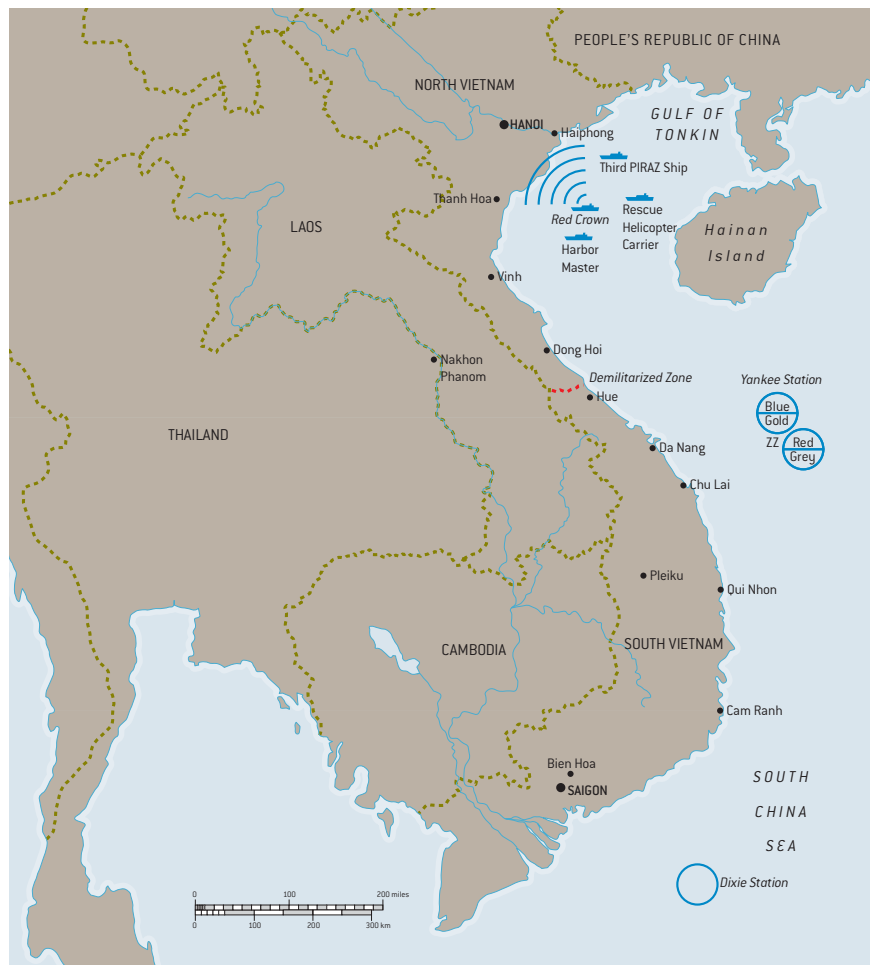 PEOPLE'S REPUBLIC OF CHINA
NORTH VIETNAM
GULF OF
TONKIN
HANOI
Haiphong
Third PIRAZ Ship
Thanh Hoa
Red Crown
Rescue
Helicopter
Carrier
Harbor
Master
LAOS
Hainan
Island
Vinh
Dong Hoi
Nakhon
Phanom
Demilitarized Zone
Hue
Yankee Station
Blue
Gold
ZZ
Red
Grey
THAILAND
Da Nang
Chu Lai
Pleiku
Qui Nhon
CAMBODIA
SOUTH VIETNAM
Cam Ranh
Bien Hoa
SAIGON
SOUTH
CHINA
SEA
Dixie Station
0 100 200 miles
0 100 200 300 km